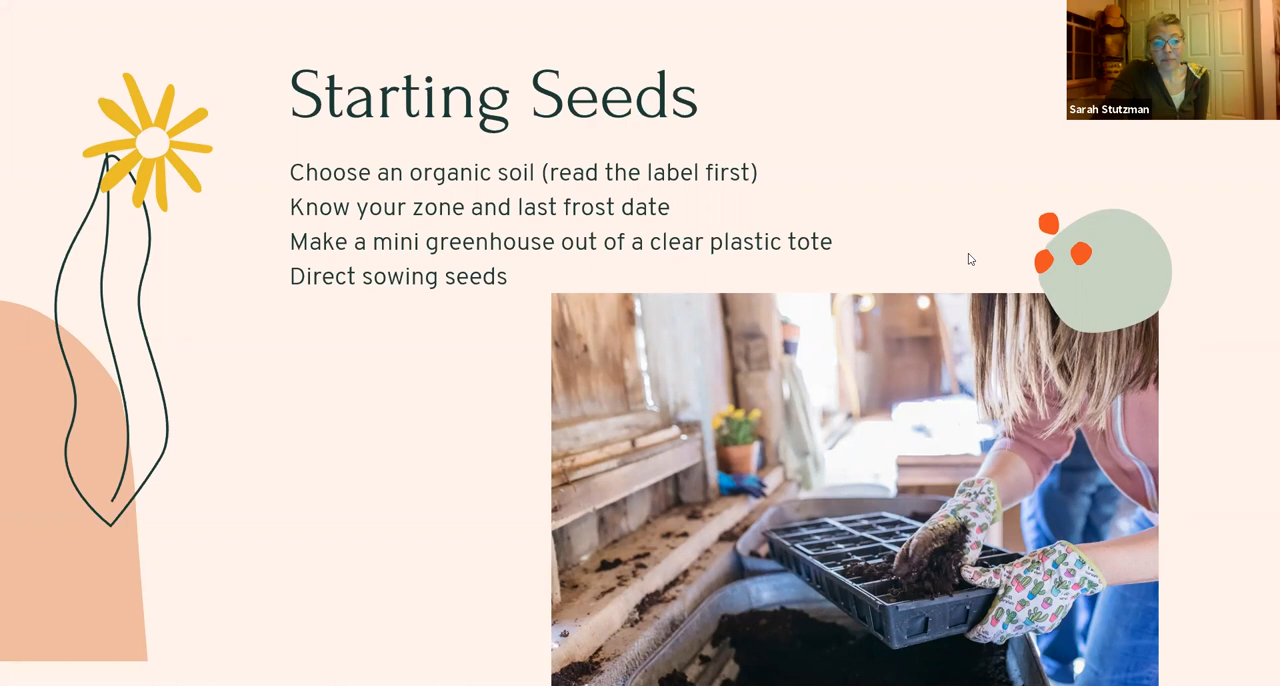 Starting Seeds
Choose an organic soil (read the label first)
Know your zone and last frost date
Make a mini greenhouse out of a clear plastic tote
Direct sowing seeds
Sarah Stutzman